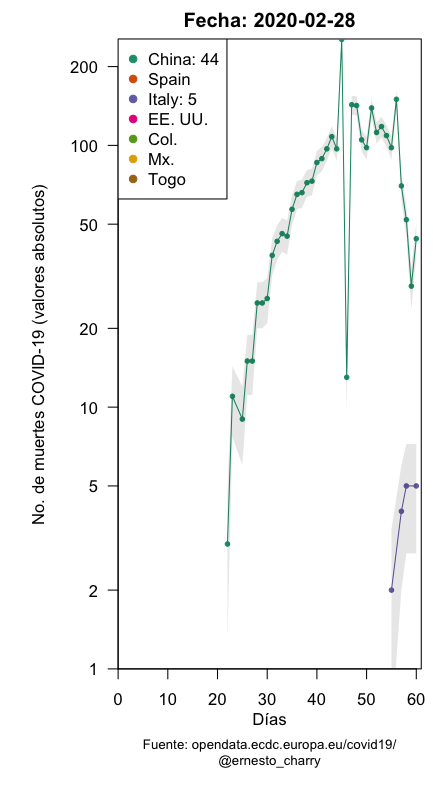 Fecha: 2020-02-28
China: 44
Spain
Italy: 5
EE. UU.
Col.
Mx.
Togo
No. de muertes COVID-19 (valores absolutos)
200
100
50
20
10
5
2
1
0 10 20 30 40 50 60
Días
Fuente: opendata.ecdc.europa.eu/covid19/
@ernesto_charry